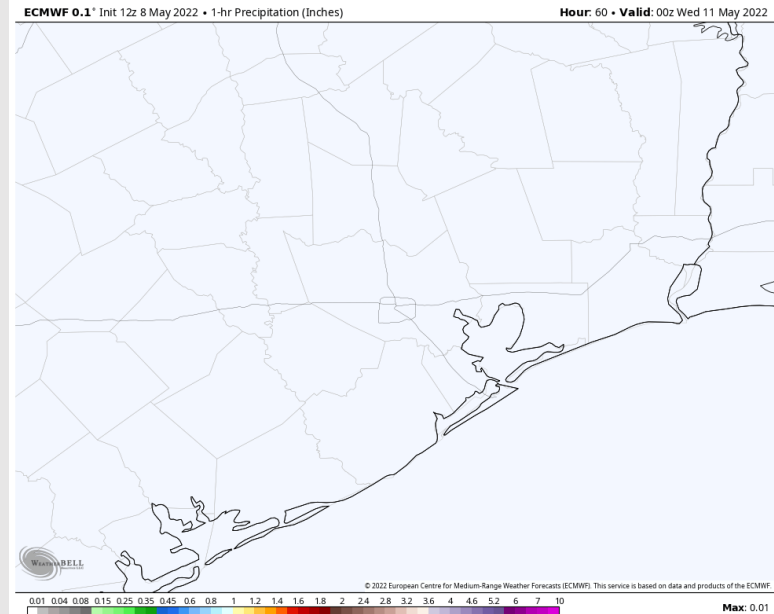 ECMWF 0.1° Init 12z 8 May 2022 • 1-hr Precipitation (Inches) Hour: 60 • Valid: 00z Wed 11 May 2022
WEATHERBELL
© 2022 European Centre for Medium-Range Weather Forecasts (ECMWF). This service is based on data and products of the ECMWF.
0.01 0.04 0.08 0.15 0.25 0.35 0.45 0.6 0.8 1 1.2 1.4 1.6 1.8 2 2.4 2.8 3.2 3.6 4 4.6 5.2 6 7 10
Max: 0.01